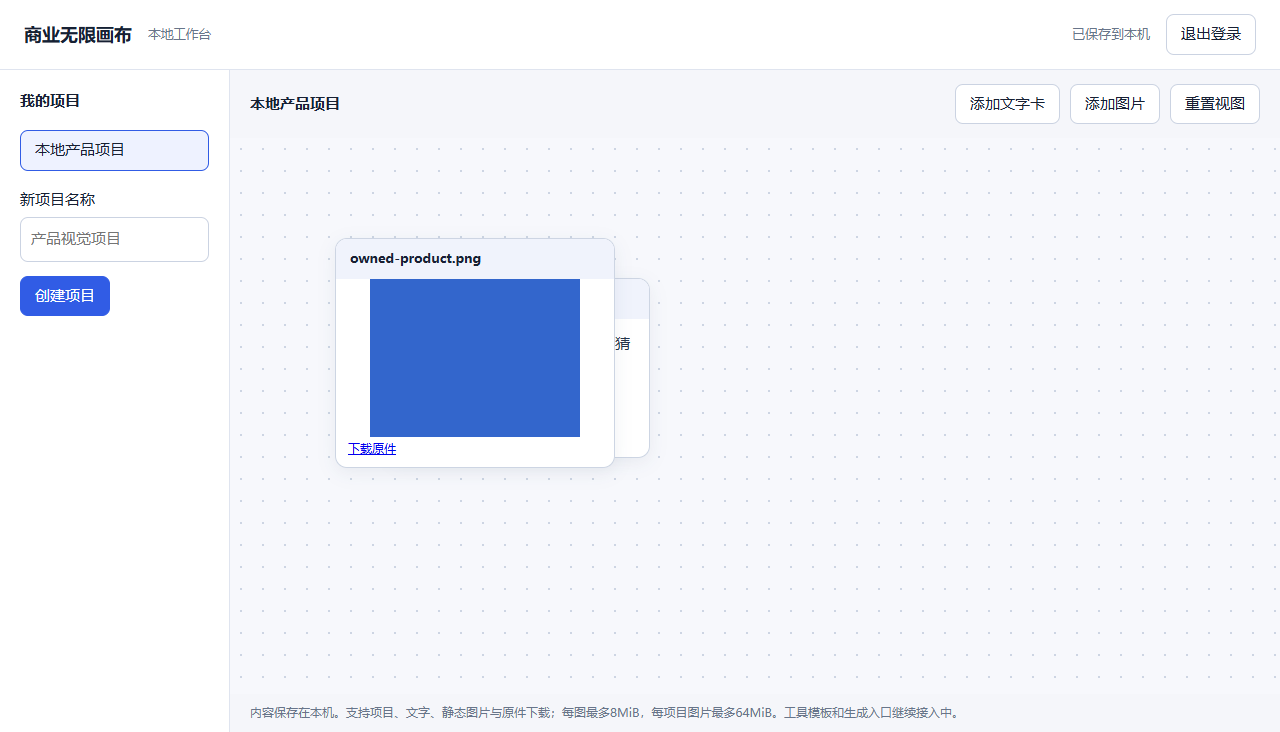 商业无限画布 本地工作台 已保存到本机 退出登录
我的项目
本地产品项目
新项目名称
产品视觉项目
创建项目
本地产品项目 添加文字卡 添加图片 重置视图
owned-product.png
猜
下载原件
内容保存在本机。支持项目、文字、静态图片与原件下载；每图最多8MiB，每项目图片最多64MiB。工具模板和生成入口继续接入中。